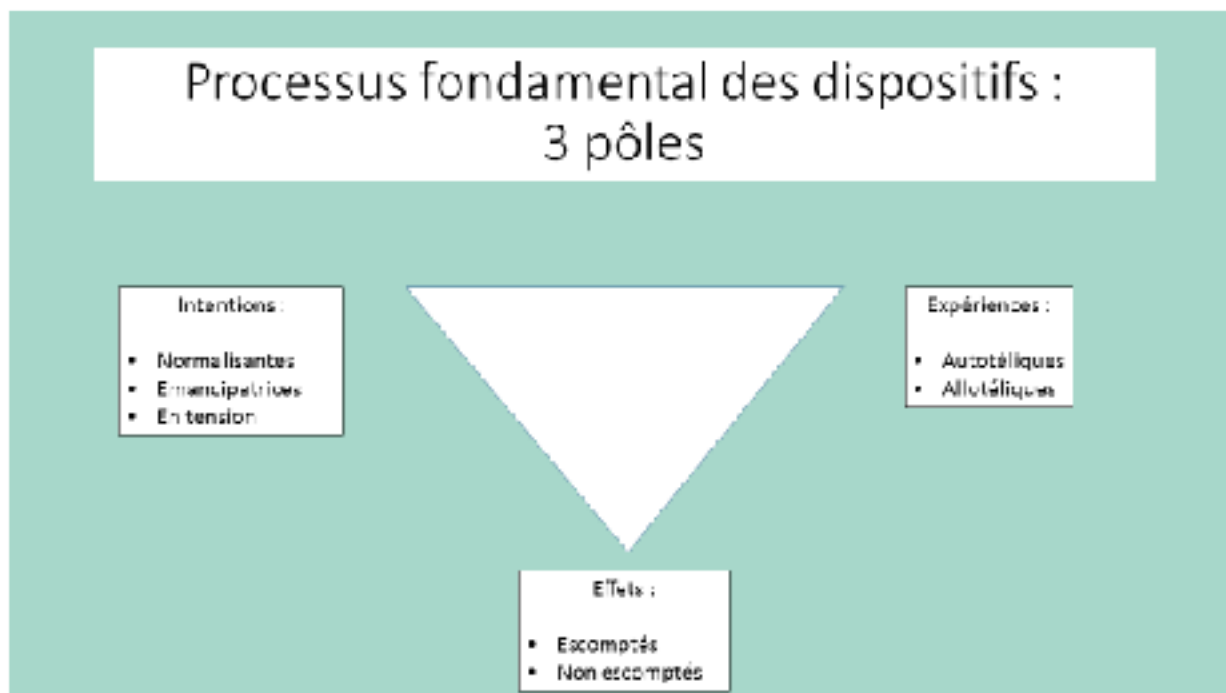 Processus fondamental des dispositifs :
3 pôles
Intentions :
• Normalisantes
• Emancipatrices
• En tension
Expériences :
• Autotéliques
• Allotéliques
Effets :
• Escomptés
• Non escomptés